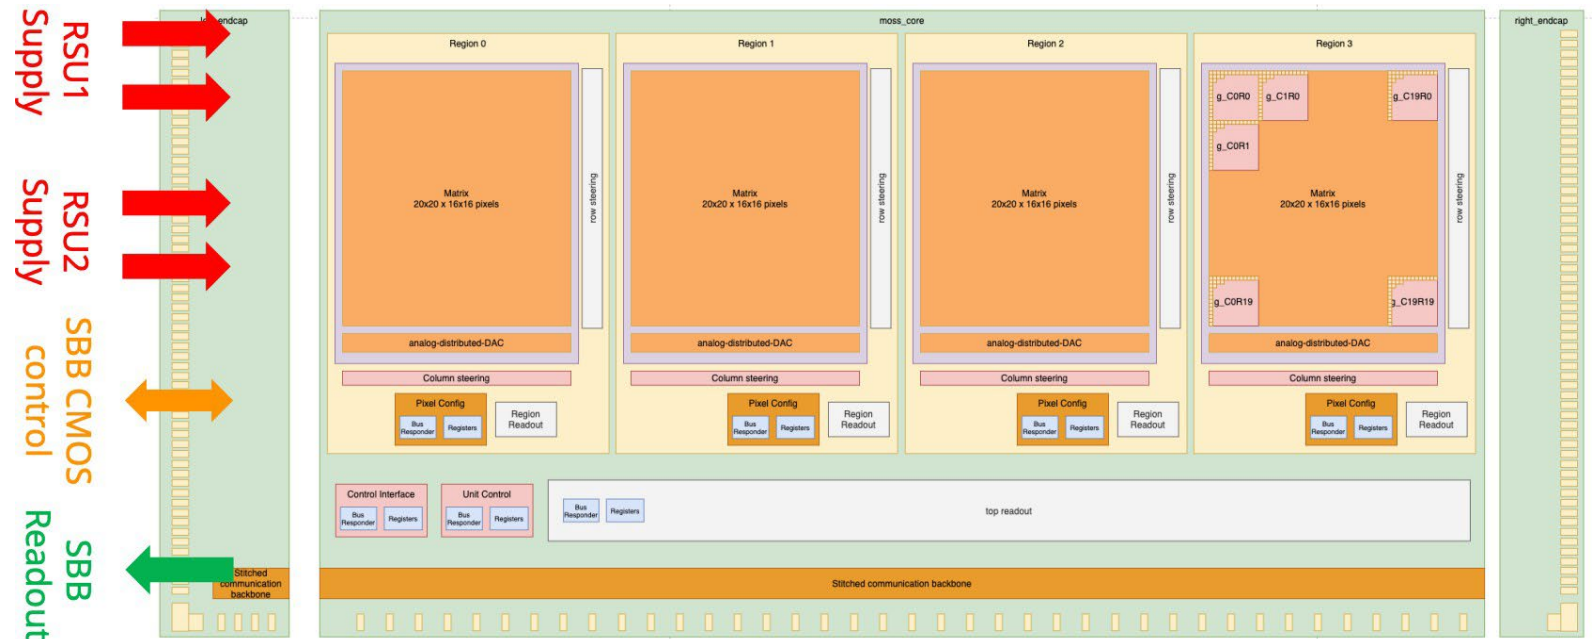 RSU1
Supply
RSU2
Supply
SBB CMOS
control
SBB
Readout
Stitched
communication
backbone
moss_core
Region 0
Matrix
20x20 x 16x16 pixels
row steering
analog-distributed-DAC
Column steering
Pixel Config
Bus
Responder
Registers
Region
Readout
Region 1
Matrix
20x20 x 16x16 pixels
row steering
analog-distributed-DAC
Column steering
Pixel Config
Bus
Responder
Registers
Region
Readout
Region 2
Matrix
20x20 x 16x16 pixels
row steering
analog-distributed-DAC
Column steering
Pixel Config
Bus
Responder
Registers
Region
Readout
Region 3
g_C0R0
g_C1R0
g_C19R0
g_C0R1
Matrix
20x20 x 16x16 pixels
g_C0R19
g_C19R19
row steering
analog-distributed-DAC
Column steering
Pixel Config
Bus
Responder
Registers
Region
Readout
Control Interface
Bus
Responder
Registers
Unit Control
Bus
Responder
Registers
Bus
Responder
Registers
top readout
Stitched communication backbone
right_endcap